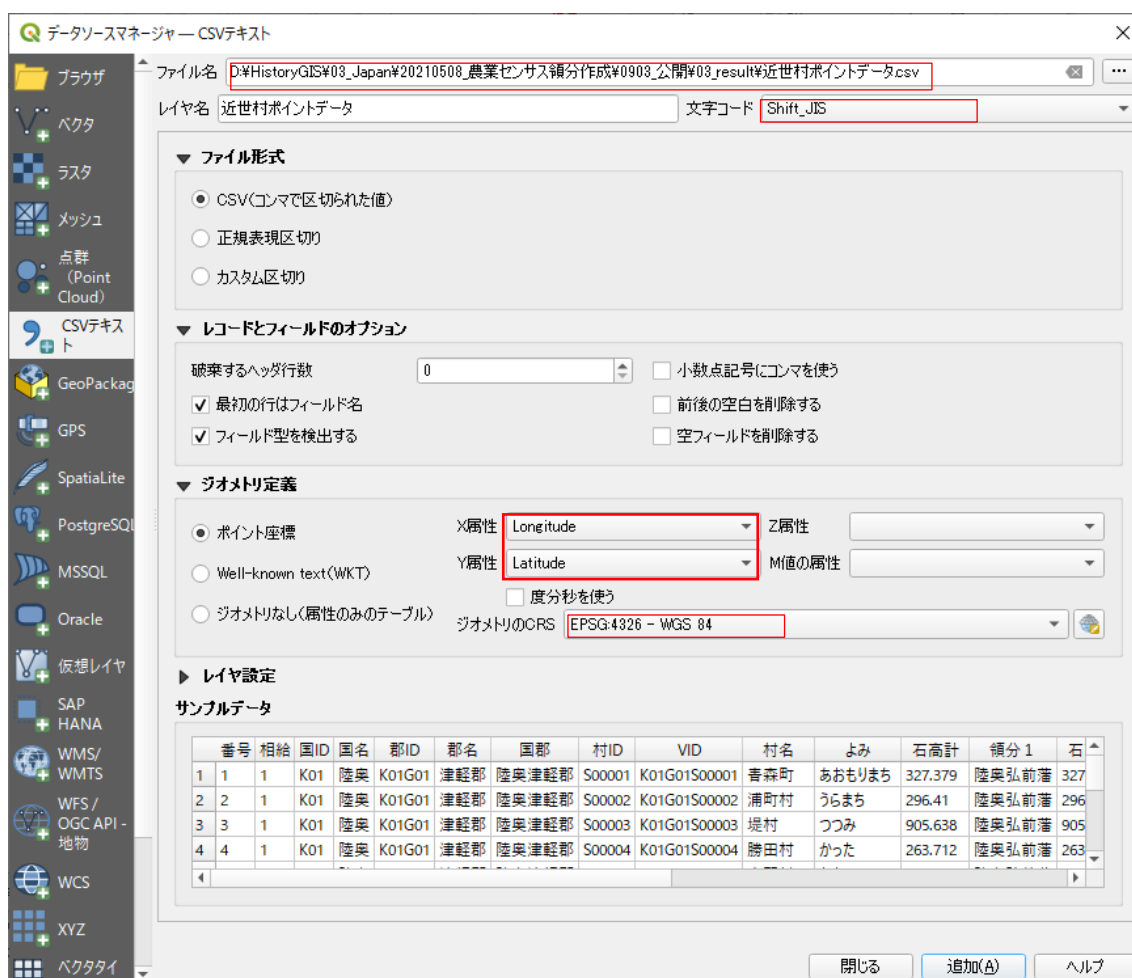 データソースマネージャ — CSVテキスト
ブラウザ
ベクタ
ラスタ
メッシュ
点群
(Point
Cloud)
CSVテキス
ト
GeoPackag
GPS
SpatiaLite
PostgreSQL
MSSQL
Oracle
仮想レイヤ
SAP
HANA
WMS/
WMTS
WFS /
OGC API -
地物
WCS
XYZ
ベクタタイ
ファイル名 D:¥HistoryGIS¥03_Japan¥20210508_農業センサス領分作成¥0903_公開¥03_result¥近世村ポイントデータ.csv ...
レイヤ名 近世村ポイントデータ 文字コード Shift_JIS
ファイル形式
CSV(コンマで区切られた値)
正規表現区切り
カスタム区切り
レコードとフィールドのオプション
破棄するヘッダ行数 0 小数点記号にコンマを使う
最初の行はフィールド名 前後の空白を削除する
フィールド型を検出する 空フィールドを削除する
ジオメトリ定義
ポイント座標 X属性 Longitude Z属性
Well-known text(WKT) Y属性 Latitude M値の属性
度分秒を使う
ジオメトリなし(属性のみのテーブル) ジオメトリのCRS EPSG:4326 - WGS 84
レイヤ設定
サンプルデータ
番号 相給 国ID 国名 郡ID 郡名 国郡 村ID VID 村名 よみ 石高計 領分1 石
1 1 1 K01 陸奥 K01G01 津軽郡 陸奥津軽郡 S00001 K01G01S00001 青森町 あおもりまち 327.379 陸奥弘前藩 327
2 2 1 K01 陸奥 K01G01 津軽郡 陸奥津軽郡 S00002 K01G01S00002 浦町村 うらまち 296.41 陸奥弘前藩 296
3 3 1 K01 陸奥 K01G01 津軽郡 陸奥津軽郡 S00003 K01G01S00003 堤村 つつみ 905.638 陸奥弘前藩 905
4 4 1 K01 陸奥 K01G01 津軽郡 陸奥津軽郡 S00004 K01G01S00004 勝田村 かった 263.712 陸奥弘前藩 263
閉じる 追加(A) ヘルプ